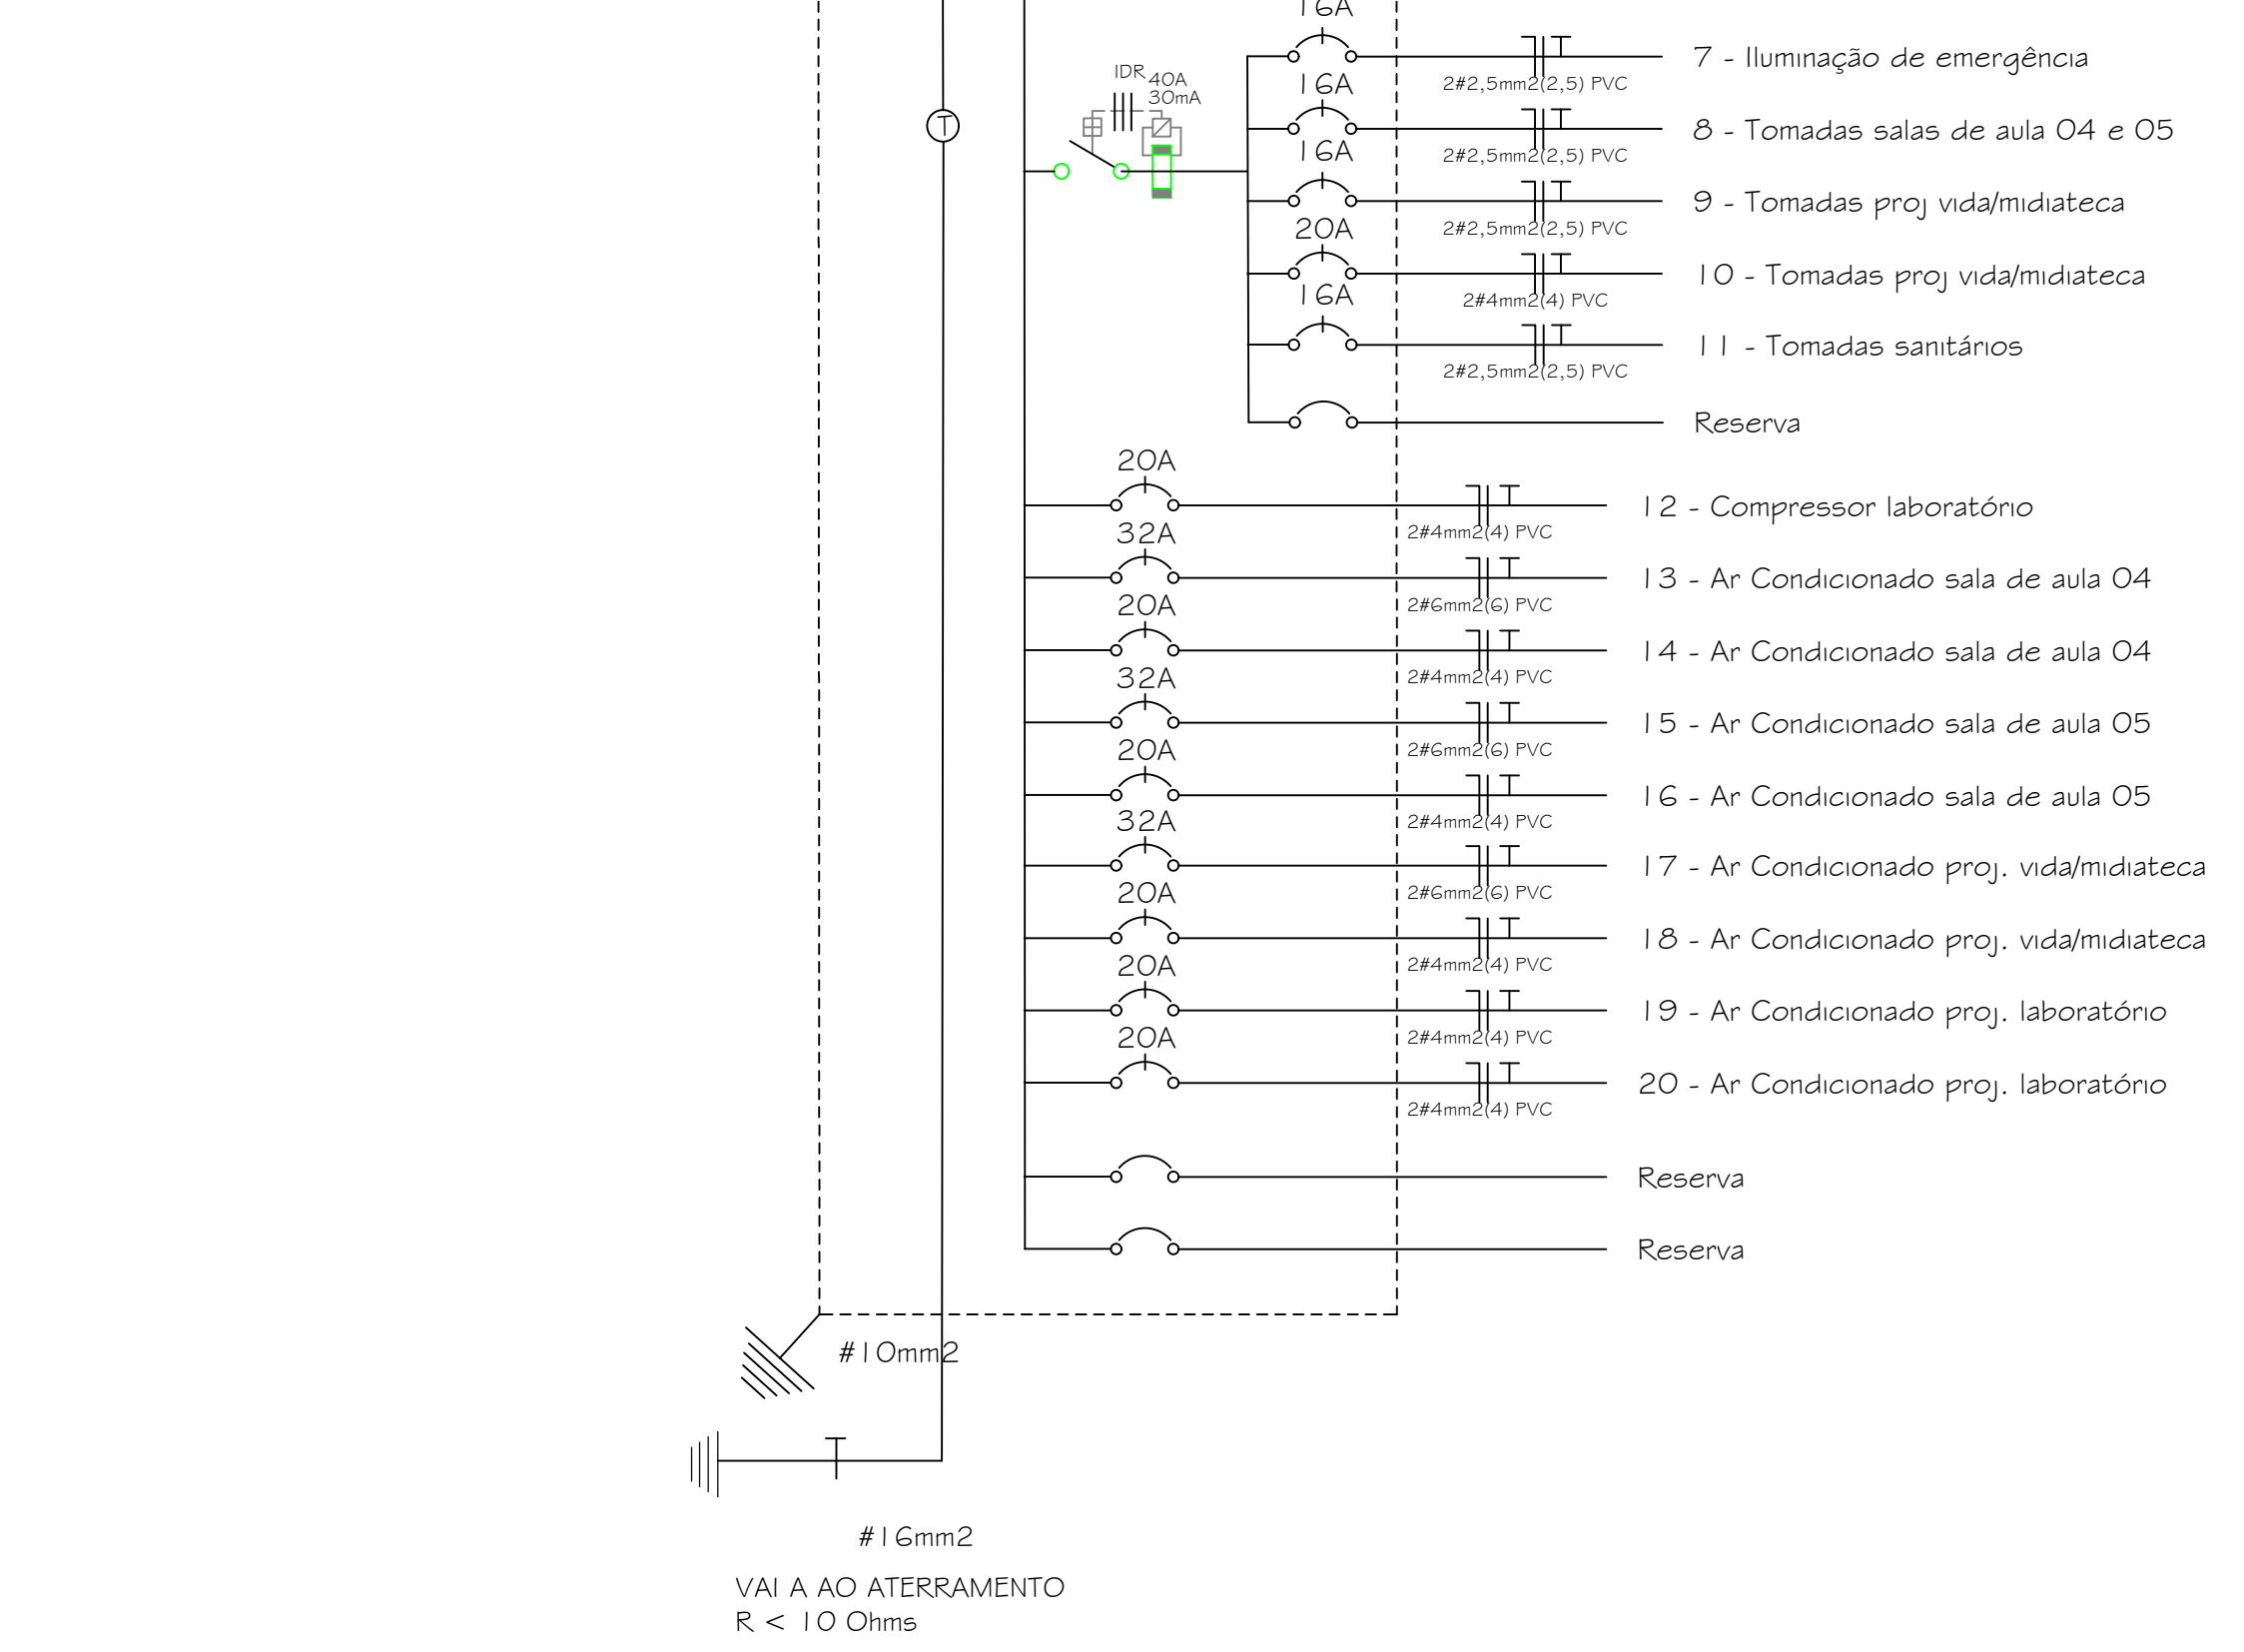 16A
7 - Iluminação de emergência
2#2,5mm2(2,5) PVC
IDR 40A
30mA
T
16A
8 - Tomadas salas de aula 04 e 05
2#2,5mm2(2,5) PVC
16A
9 - Tomadas proj vida/midiateca
2#2,5mm2(2,5) PVC
20A
10 - Tomadas proj vida/midiateca
2#4mm2(4) PVC
16A
11 - Tomadas sanitários
2#2,5mm2(2,5) PVC
Reserva
20A
12 - Compressor laboratório
2#4mm2(4) PVC
32A
13 - Ar Condicionado sala de aula 04
2#6mm2(6) PVC
20A
14 - Ar Condicionado sala de aula 04
2#4mm2(4) PVC
32A
15 - Ar Condicionado sala de aula 05
2#6mm2(6) PVC
20A
16 - Ar Condicionado sala de aula 05
2#4mm2(4) PVC
32A
17 - Ar Condicionado proj. vida/midiateca
2#6mm2(6) PVC
20A
18 - Ar Condicionado proj. vida/midiateca
2#4mm2(4) PVC
20A
19 - Ar Condicionado proj. laboratório
2#4mm2(4) PVC
20A
20 - Ar Condicionado proj. laboratório
2#4mm2(4) PVC
Reserva
Reserva
#10mm2
#16mm2
VAI A AO ATERRAMENTO
R < 10 Ohms